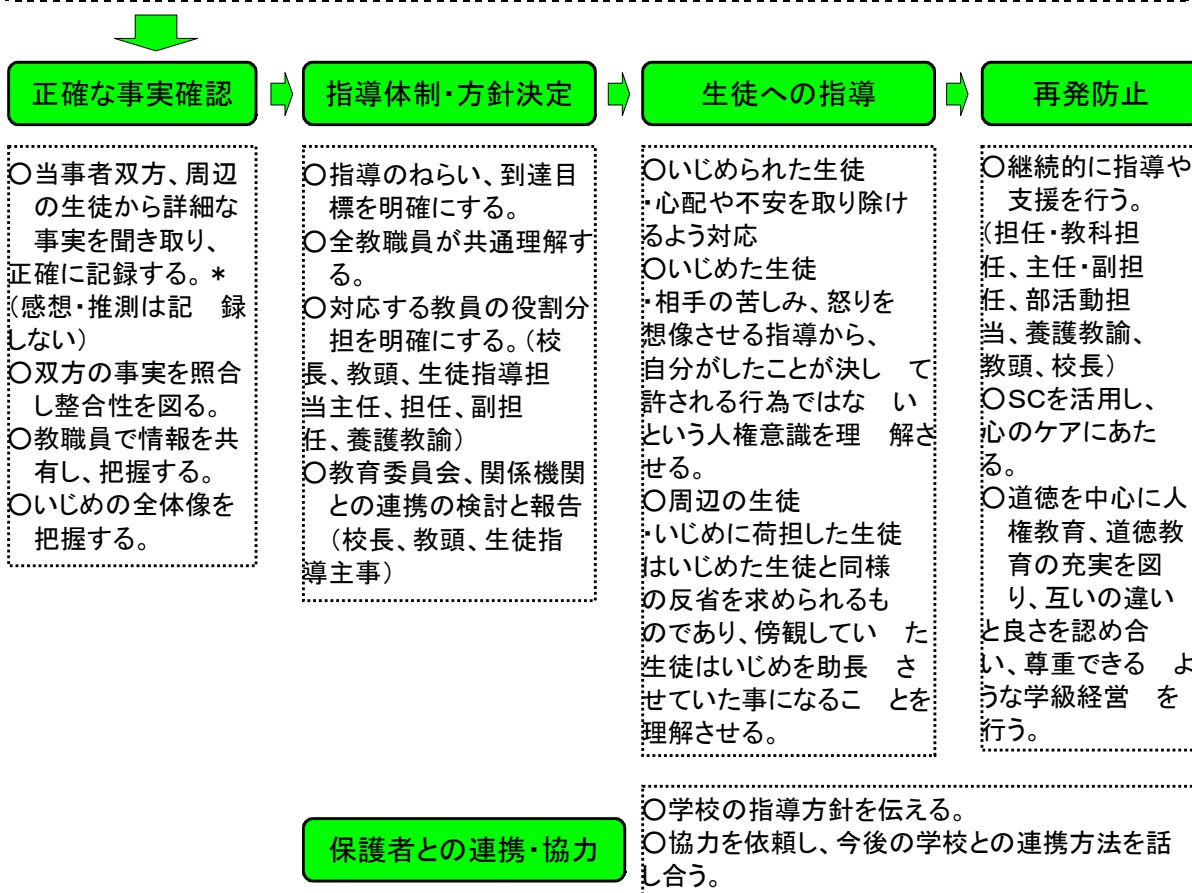 正確な事実確認
指導体制・方針決定
生徒への指導
再発防止
○当事者双方、周辺
の生徒から詳細な
事実を聞き取り、
正確に記録する。*
(感想・推測は記　録
しない)
○双方の事実を照合
し整合性を図る。
○教職員で情報を共
有し、把握する。
○いじめの全体像を
把握する。
○指導のねらい、到達目
標を明確にする。
○全教職員が共通理解す
る。
○対応する教員の役割分
担を明確にする。(校
長、教頭、生徒指導担
当主任、担任、副担
任、養護教諭)
○教育委員会、関係機関
との連携の検討と報告
(校長、教頭、生徒指
導主事)
○いじめられた生徒
・心配や不安を取り除け
るよう対応
○いじめた生徒
・相手の苦しみ、怒りを
想像させる指導から、
自分がしたことが決し　て
許される行為ではな　い
という人権意識を理　解さ
せる。
○周辺の生徒
・いじめに荷担した生徒
はいじめた生徒と同様
の反省を求められるも
のであり、傍観してい　た
生徒はいじめを助長　さ
せていた事になるこ　とを
理解させる。
○継続的に指導や
支援を行う。
(担任・教科担
任、主任・副担
任、部活動担
当、養護教諭、
教頭、校長)
○SCを活用し、
心のケアにあた
る。
○道徳を中心に人
権教育、道徳教
育の充実を図
り、互いの違い
と良さを認め合
い、尊重できる　よ
うな学級経営　を
行う。
保護者との連携・協力
○学校の指導方針を伝える。
○協力を依頼し、今後の学校との連携方法を話
し合う。